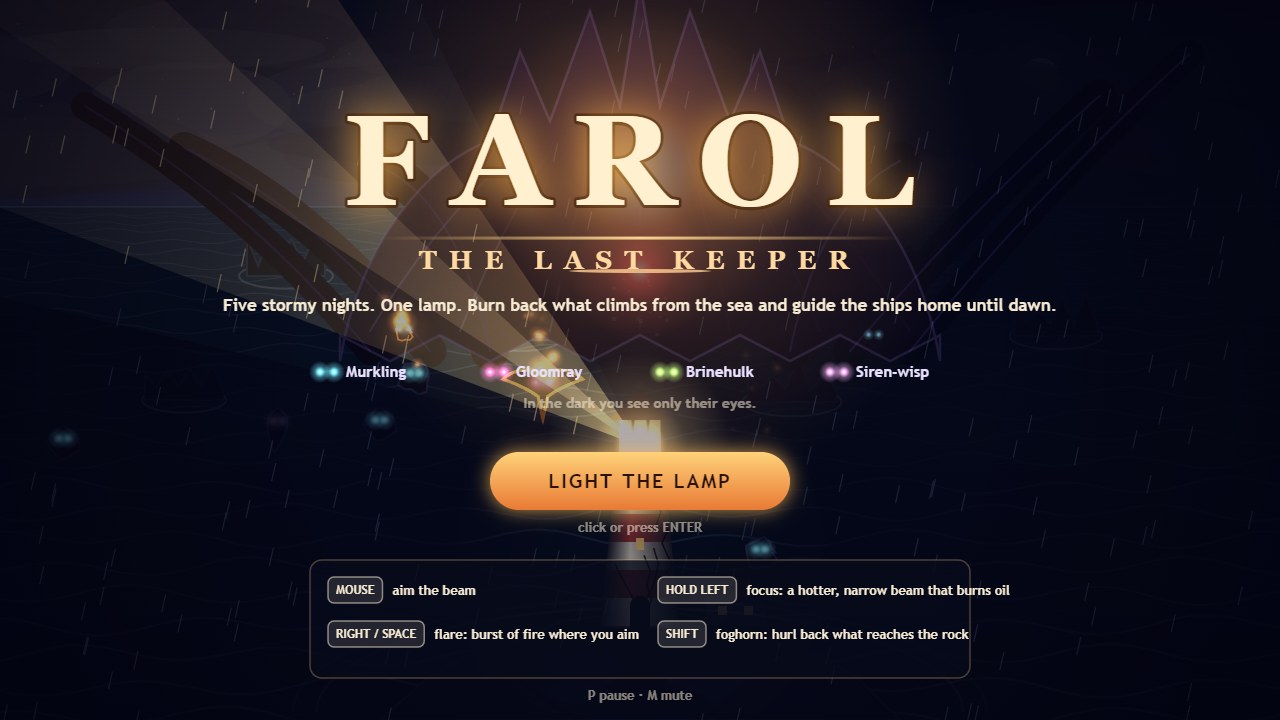 FAROL
THE LAST KEEPER
Five stormy nights. One lamp. Burn back what climbs from the sea and guide the ships home until dawn.
Murkling Gloomray Brinehulk Siren-wisp
In the dark you see only their eyes.
LIGHT THE LAMP
click or press ENTER
MOUSE aim the beam HOLD LEFT focus: a hotter, narrow beam that burns oil
RIGHT / SPACE flare: burst of fire where you aim SHIFT foghorn: hurl back what reaches the rock
P pause · M mute